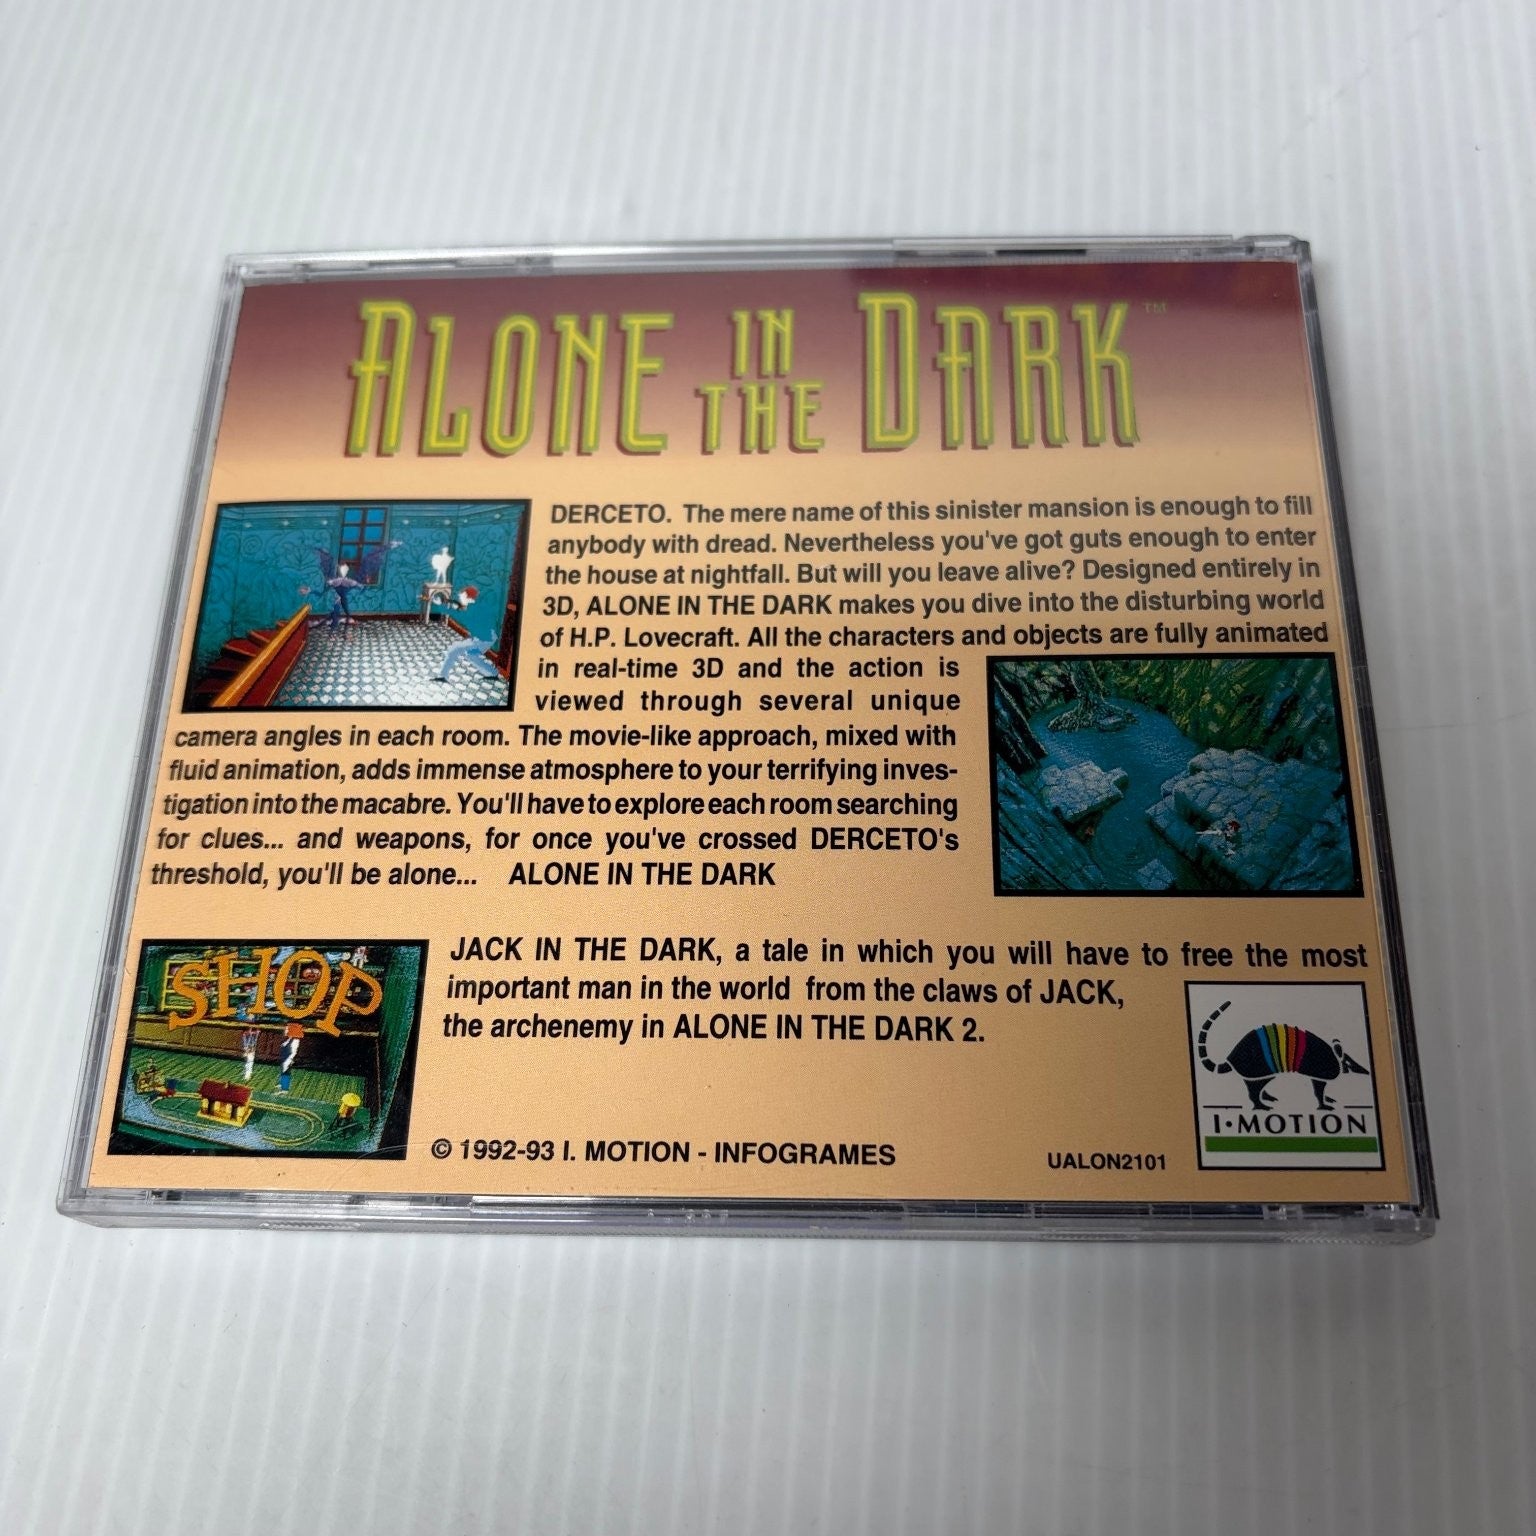 ALONE IN THE DARK™
DERCETO. The mere name of this sinister mansion is enough to fill
anybody with dread. Nevertheless you've got guts enough to enter
the house at nightfall. But will you leave alive? Designed entirely in
3D, ALONE IN THE DARK makes you dive into the disturbing world
of H.P. Lovecraft. All the characters and objects are fully animated
in real-time 3D and the action is
viewed through several unique
camera angles in each room. The movie-like approach, mixed with
fluid animation, adds immense atmosphere to your terrifying inves-
tigation into the macabre. You'll have to explore each room searching
for clues... and weapons, for once you've crossed DERCETO's
threshold, you'll be alone... ALONE IN THE DARK
SHOP
JACK IN THE DARK, a tale in which you will have to free the most
important man in the world from the claws of JACK,
the archenemy in ALONE IN THE DARK 2.
I·MOTION
© 1992-93 I. MOTION - INFOGRAMES
UALON2101